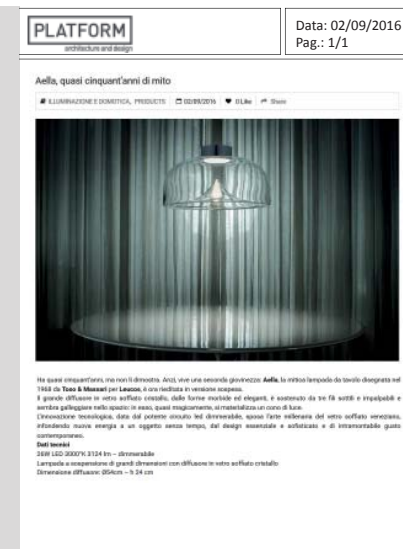 PLATFORM
architecture and design
Data: 02/09/2016
Pag.: 1/1
Aella, quasi cinquant'anni di mito
ILLUMINAZIONE E DOMOTICA, PRODUCTS 02/09/2016 0 Like Share
Ha quasi cinquant'anni, ma non li dimostra. Anzi, vive una seconda giovinezza: Aella, la mitica lampada da tavolo disegnata nel
1968 da Toso & Massari per Leucos, è ora riedita in versione sospesa.
Il grande diffusore in vetro soffiato cristallo, dalle forme morbide ed eleganti, è sostenuto da tre fili sottili e impalpabili e
sembra galleggiare nello spazio: in esso, quasi magicamente, si materializza un cono di luce.
L'innovazione tecnologica, data dal potente circuito led dimmerabile, sposa l'arte millenaria del vetro soffiato veneziano,
infondendo nuova energia a un oggetto senza tempo, dal design essenziale e sofisticato e di intramontabile gusto
contemporaneo.
Dati tecnici
26W LED 3000°K 3124 lm – dimmerabile
Lampada a sospensione di grandi dimensioni con diffusore in vetro soffiato cristallo
Dimensione diffusore: Ø54cm – h 24 cm